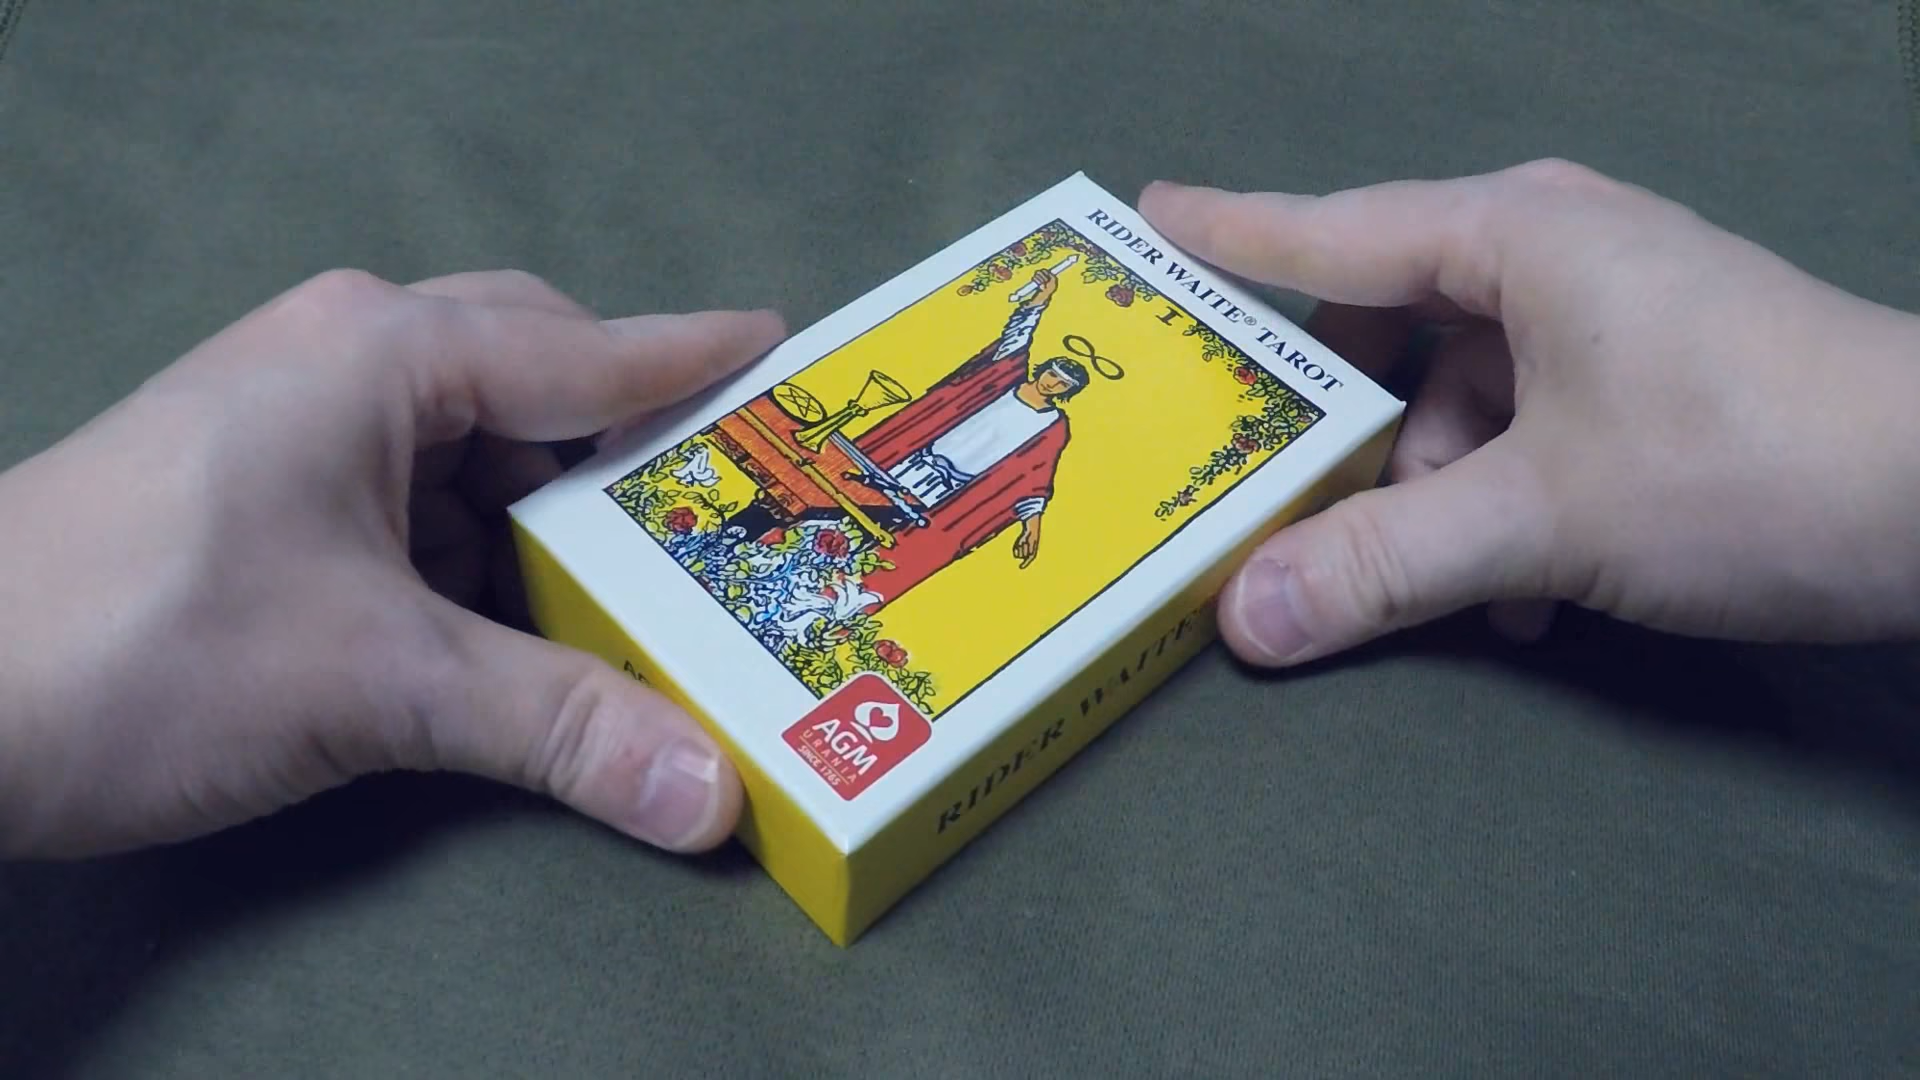 RIDER WAITE® TAROT
I
AGM
URANIA
SINCE 1765
RIDER WAITE